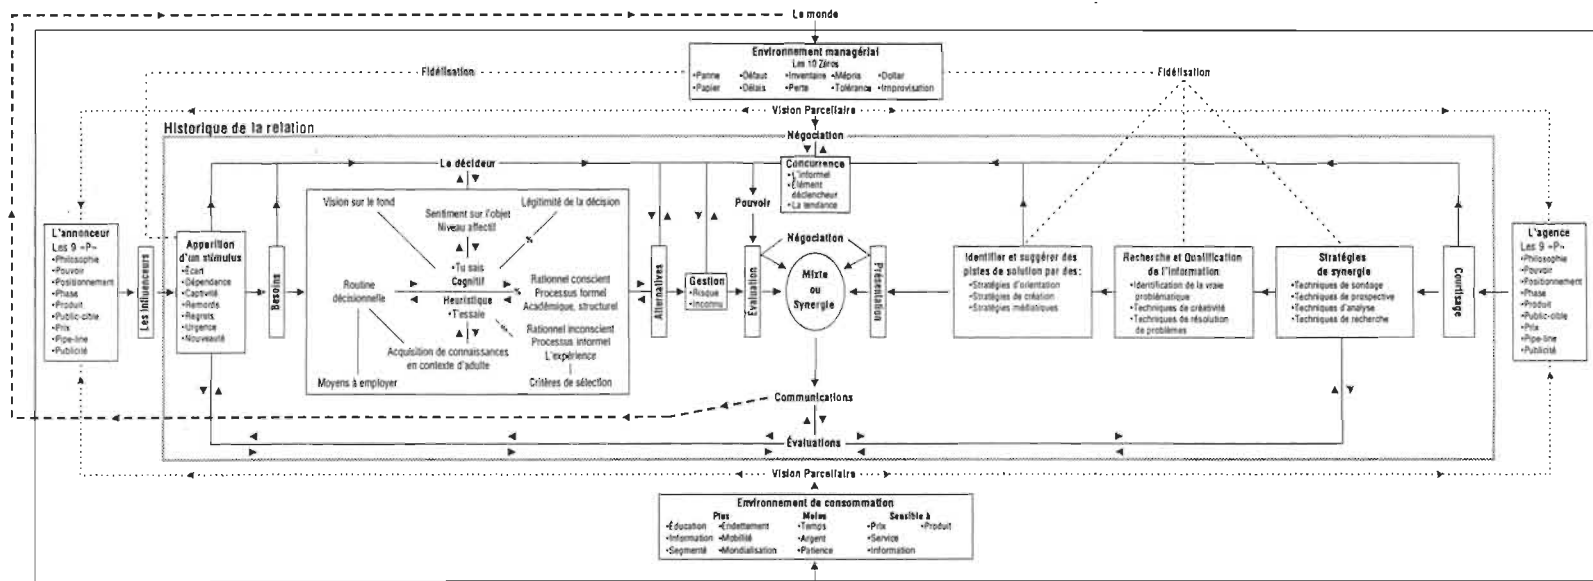 Le monde
Environnement managérial
Les 10 Zéros
•Panne •Défaut •Inventaire •Mépris •Dollar
•Papier •Délais •Perte •Tolérance •Improvisation
Fidélisation
Fidélisation
Vision Parcellaire
Historique de la relation
Négociation
Le décideur
Concurrence
•L'informel
•Élément
déclencheur
•La tendance
Pouvoir
Négociation
L'annonceur
Les 9 «P»
•Philosophie
•Pouvoir
•Positionnement
•Phase
•Produit
•Public-cible
•Prix
•Pipe-line
•Publicité
Les Influenceurs
Apparition
d'un stimulus
•Écart
•Dépendance
•Captivité
•Remords
•Regrets
•Urgence
•Nouveauté
Besoins
Vision sur le fond
Légitimité de la décision
Sentiment sur l'objet
Niveau affectif
•Tu sais
Cognitif
Heuristique
•T'essaie
Routine
décisionnelle
Rationnel conscient
Processus formel
Académique, structurel
Rationnel inconscient
Processus informel
L'expérience
Acquisition de connaissances
en contexte d'adulte
Moyens à employer
Critères de sélection
Alternatives
Gestion
•Risque
•Inconnu
Évaluation
Mixte
ou
Synergie
Présentation
Identifier et suggérer des
pistes de solution par des:
•Stratégies d'orientation
•Stratégies de création
•Stratégies médiatiques
Recherche et Qualification
de l'information
•Identification de la vraie
problématique
•Techniques de créativité
•Techniques de résolution
de problèmes
Stratégies
de synergie
•Techniques de sondage
•Techniques de prospective
•Techniques d'analyse
•Techniques de recherche
Courtisage
L'agence
Les 9 «P»
•Philosophie
•Pouvoir
•Positionnement
•Phase
•Produit
•Public-cible
•Prix
•Pipe-line
•Publicité
Communications
Évaluations
Vision Parcellaire
Environnement de consommation
Plus Moins Sensible à
•Éducation •Endettement •Temps •Prix •Produit
•Information •Mobilité •Argent •Service
•Segmenté •Mondialisation •Patience •Information